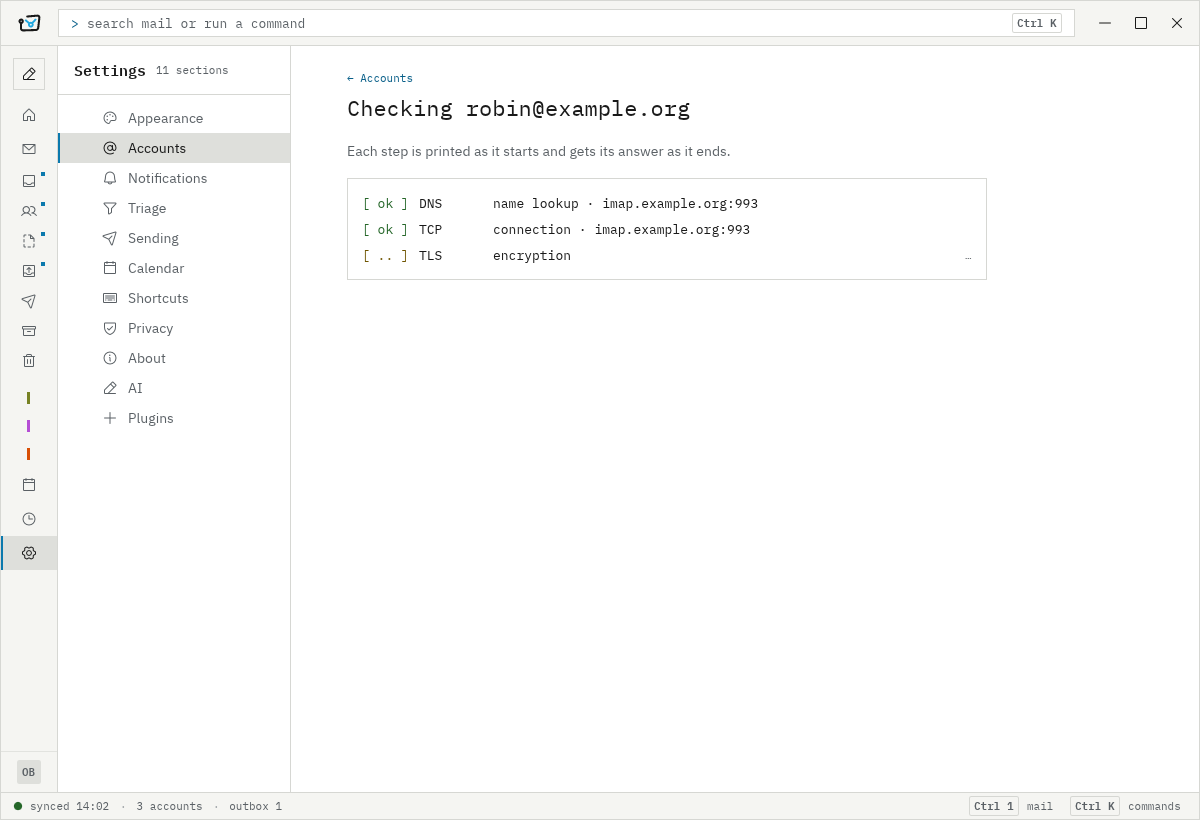 > search mail or run a command Ctrl K
Settings 11 sections
Appearance
Accounts
Notifications
Triage
Sending
Calendar
Shortcuts
Privacy
About
AI
Plugins
← Accounts
Checking robin@example.org
Each step is printed as it starts and gets its answer as it ends.
[ ok ] DNS name lookup · imap.example.org:993
[ ok ] TCP connection · imap.example.org:993
[ .. ] TLS encryption …
OB
synced 14:02 · 3 accounts · outbox 1
Ctrl 1 mail Ctrl K commands